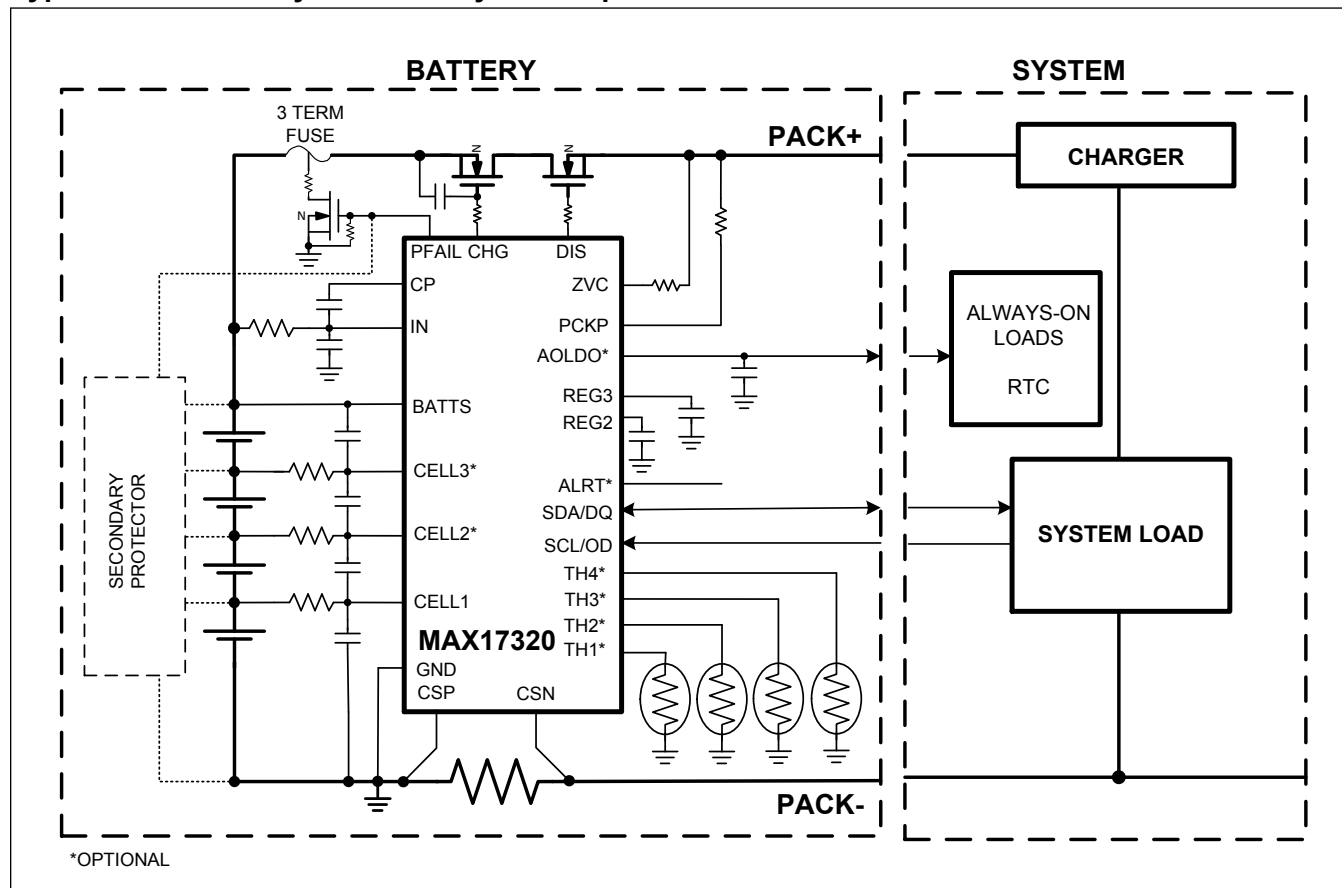 BATTERY
SYSTEM
3 TERM
FUSE
PACK+
CHARGER
N
N
N
PFAIL CHG
DIS
CP
ZVC
IN
PCKP
ALWAYS-ON
LOADS
RTC
AOLDO*
REG3
BATTS
REG2
CELL3*
ALRT*
SDA/DQ
SECONDARY
PROTECTOR
CELL2*
SCL/OD
SYSTEM LOAD
TH4*
CELL1
TH3*
TH2*
MAX17320
TH1*
GND
CSP
CSN
PACK-
*OPTIONAL